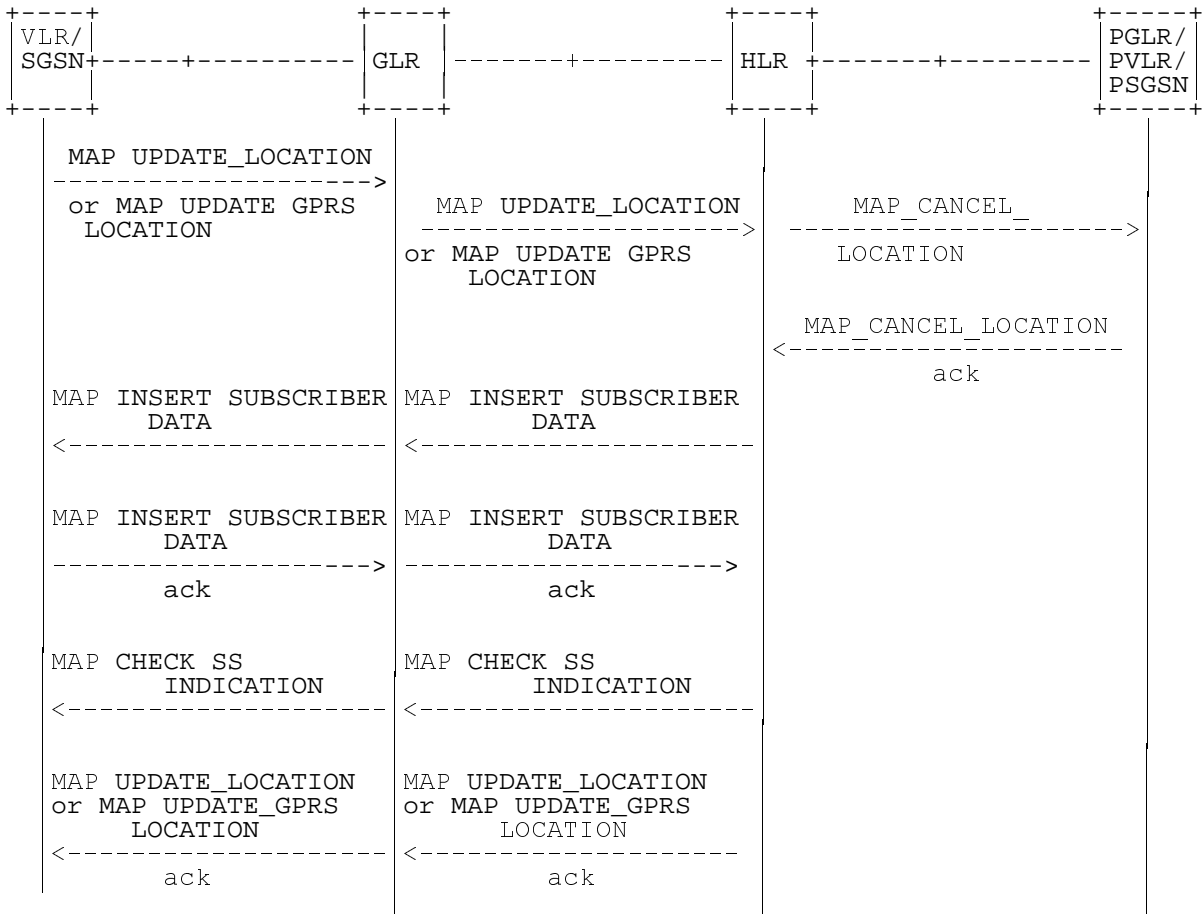 VLR/
SGSN
GLR
HLR
PGLR/
PVLR/
PSGSN
MAP UPDATE_LOCATION
or MAP UPDATE GPRS
LOCATION
MAP UPDATE_LOCATION
or MAP UPDATE GPRS
LOCATION
MAP_CANCEL_
LOCATION
MAP_CANCEL_LOCATION
ack
MAP INSERT SUBSCRIBER
DATA
MAP INSERT SUBSCRIBER
DATA
MAP INSERT SUBSCRIBER
DATA
ack
MAP INSERT SUBSCRIBER
DATA
ack
MAP CHECK SS
INDICATION
MAP CHECK SS
INDICATION
MAP UPDATE_LOCATION
or MAP UPDATE_GPRS
LOCATION
ack
MAP UPDATE_LOCATION
or MAP UPDATE_GPRS
LOCATION
ack